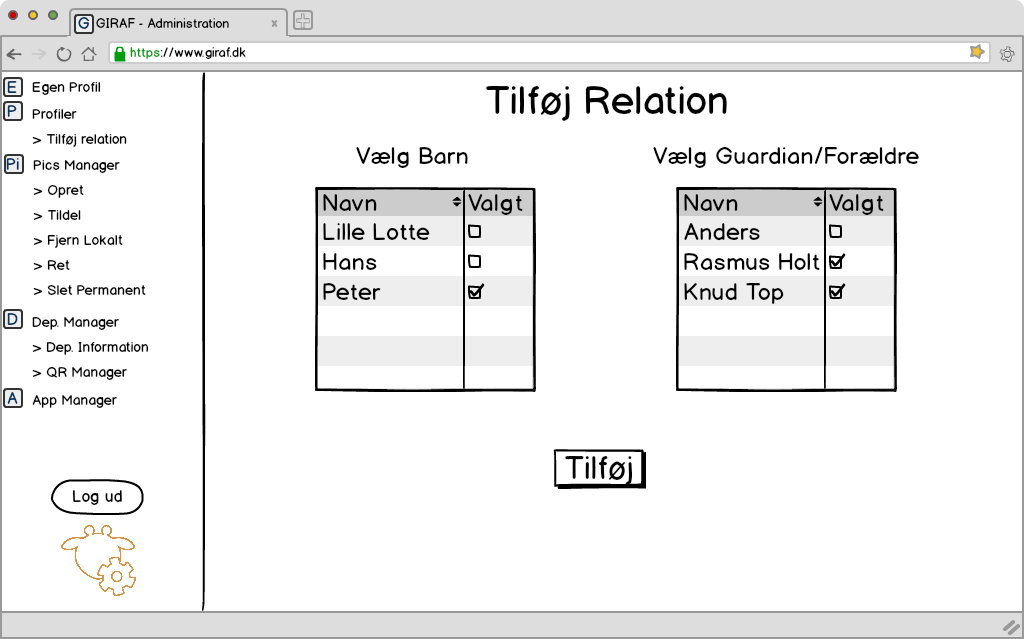 G GIRAF - Administration x
https://www.giraf.dk
E Egen Profil
P Profiler
> Tilføj relation
Pi Pics Manager
> Opret
> Tildel
> Fjern Lokalt
> Ret
> Slet Permanent
D Dep. Manager
> Dep. Information
> QR Manager
A App Manager
Log ud
Tilføj Relation
Vælg Barn
Navn Valgt
Lille Lotte
Hans
Peter
Vælg Guardian/Forældre
Navn Valgt
Anders
Rasmus Holt
Knud Top
Tilføj